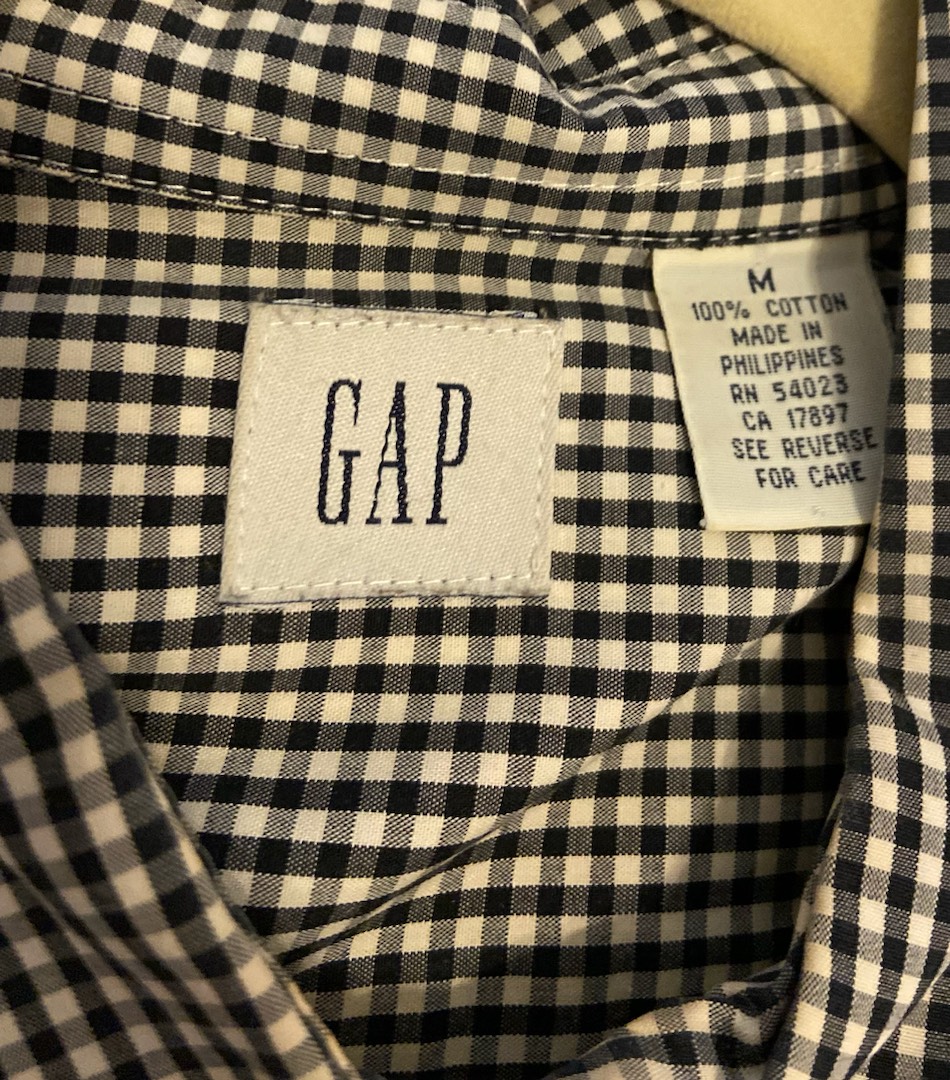 GAP
M
100% COTTON
MADE IN
PHILIPPINES
RN 54023
CA 17897
SEE REVERSE
FOR CARE